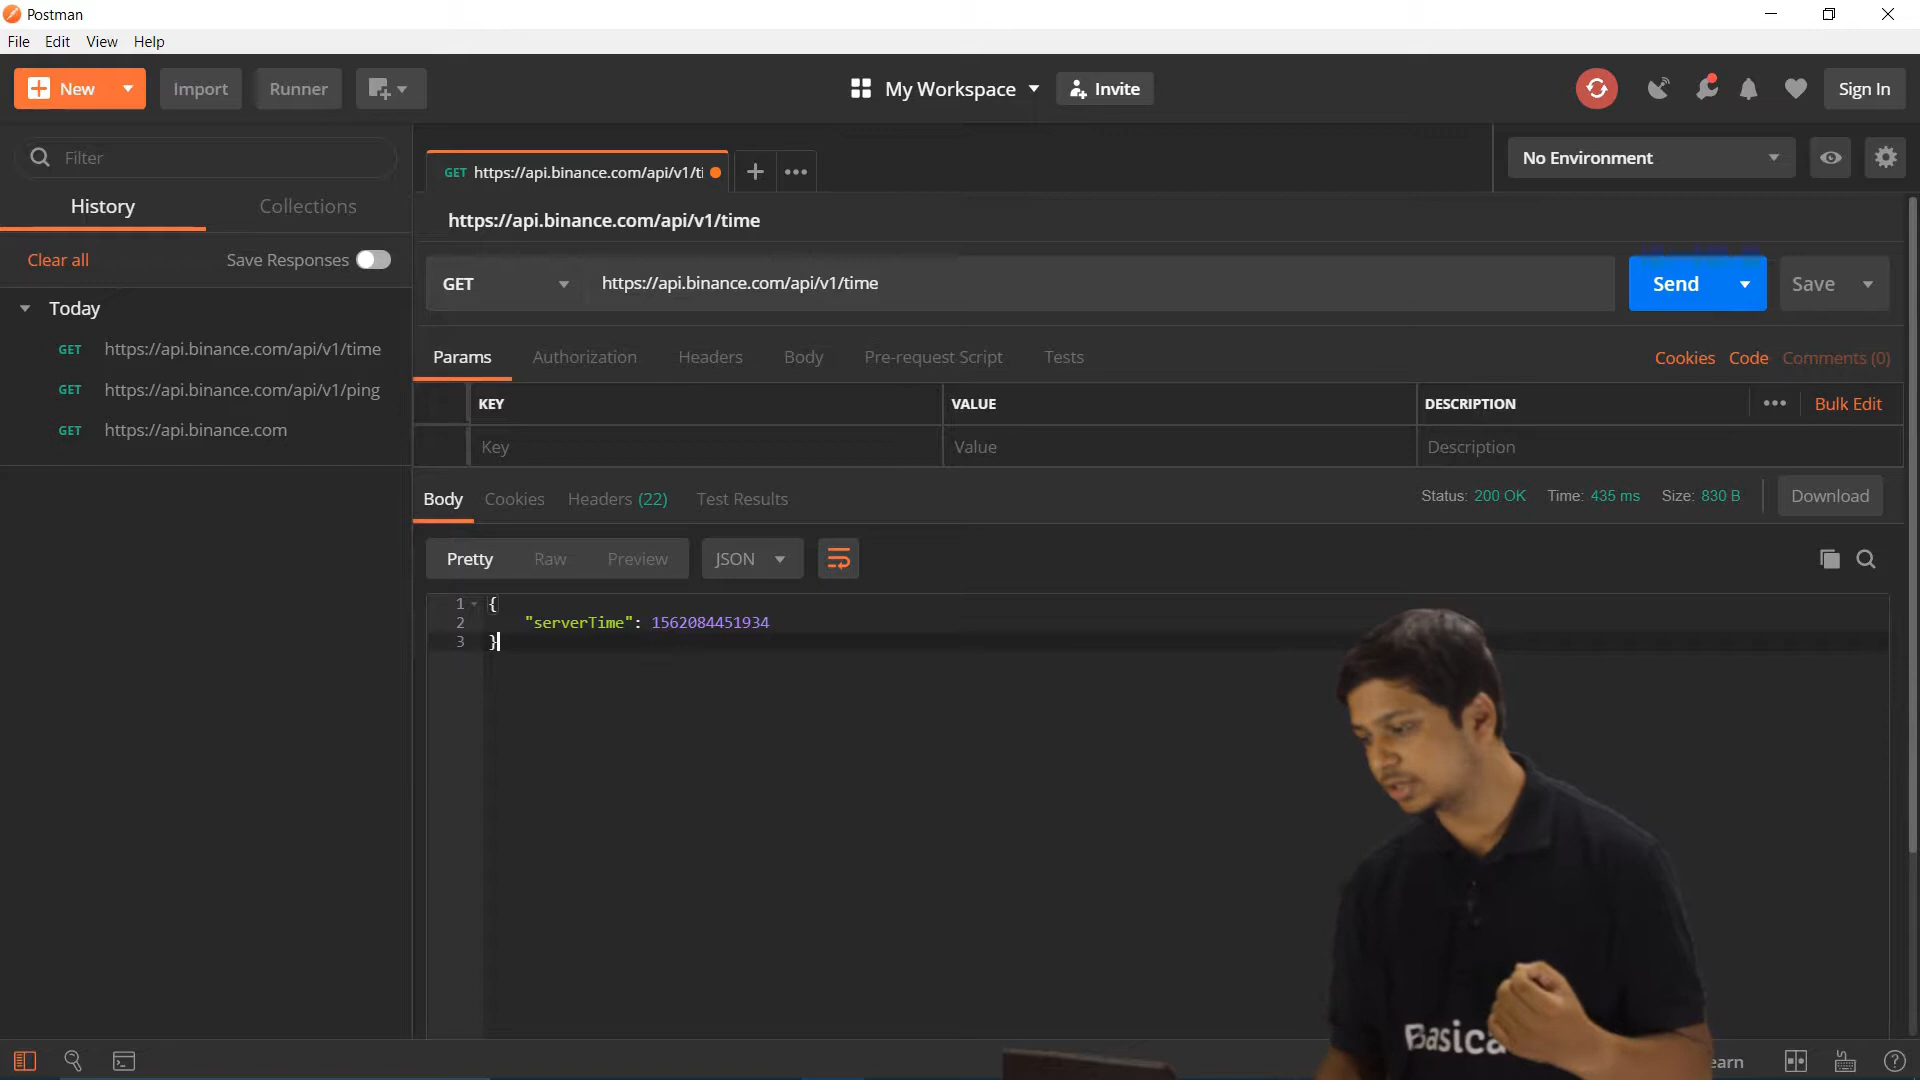 Postman
File Edit View Help
New Import Runner My Workspace Invite Sign In
Filter
History Collections
Clear all Save Responses
Today
GET https://api.binance.com/api/v1/time
GET https://api.binance.com/api/v1/ping
GET https://api.binance.com
GET https://api.binance.com/api/v1/ti
No Environment
https://api.binance.com/api/v1/time
GET https://api.binance.com/api/v1/time Send Save
Params Authorization Headers Body Pre-request Script Tests Cookies Code Comments (0)
KEY VALUE DESCRIPTION Bulk Edit
Key Value Description
Body Cookies Headers (22) Test Results Status: 200 OK Time: 435 ms Size: 830 B Download
Pretty Raw Preview JSON
1 {
2 "serverTime": 1562084451934
3 }